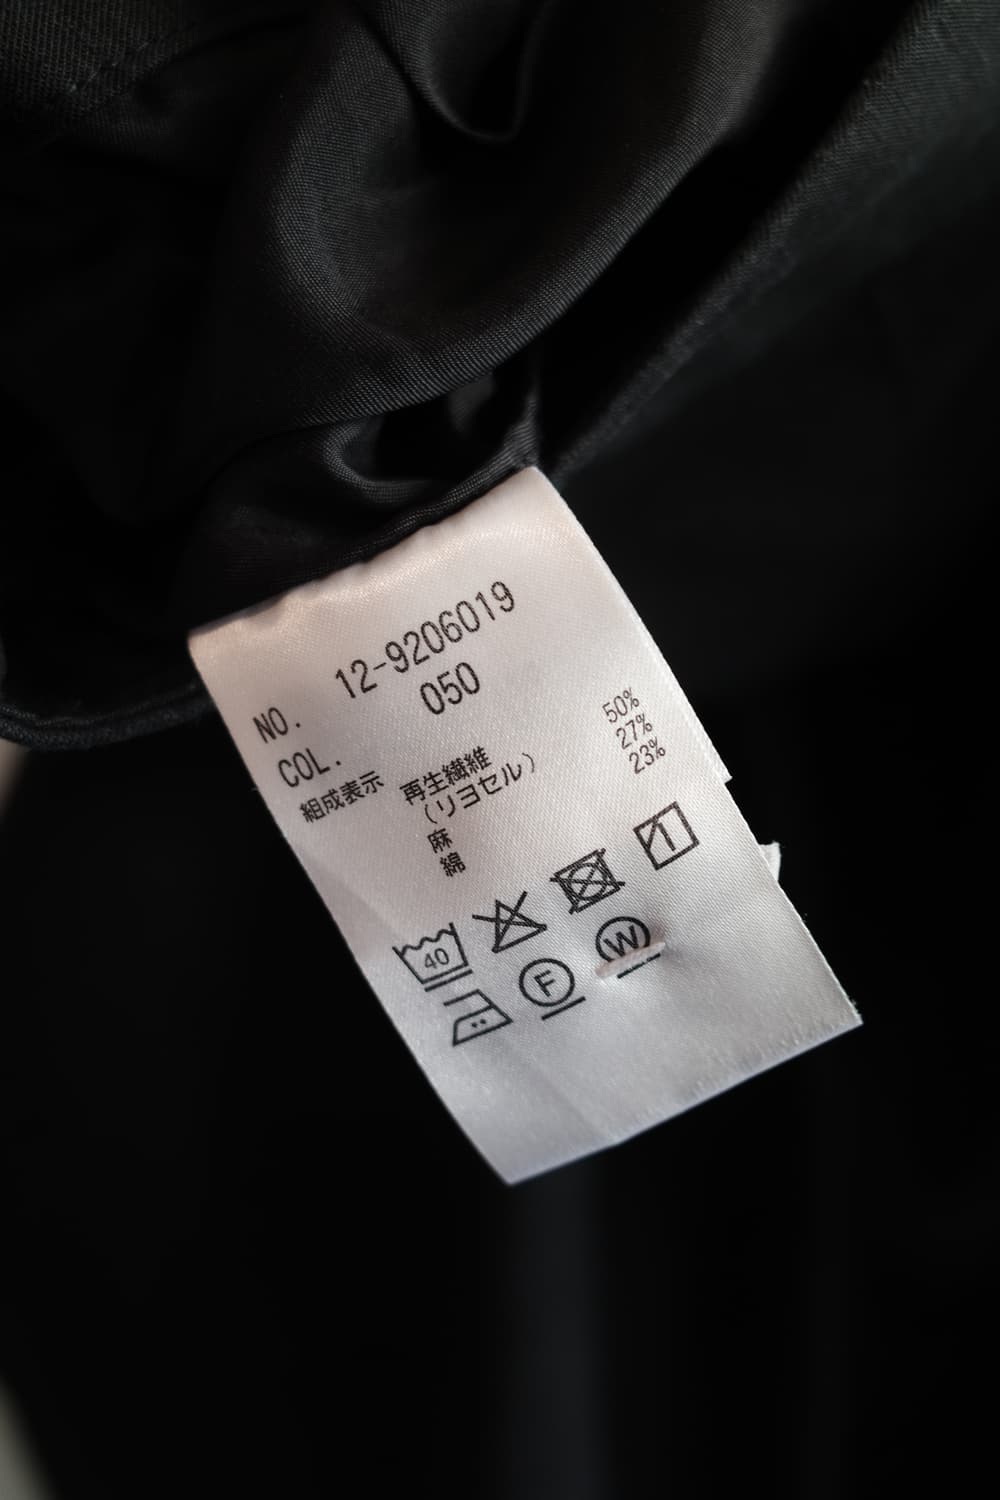 NO. 12-9206019
COL. 050
組成表示 再生繊維 50%
(リヨセル)
麻 27%
綿 23%
40
F W